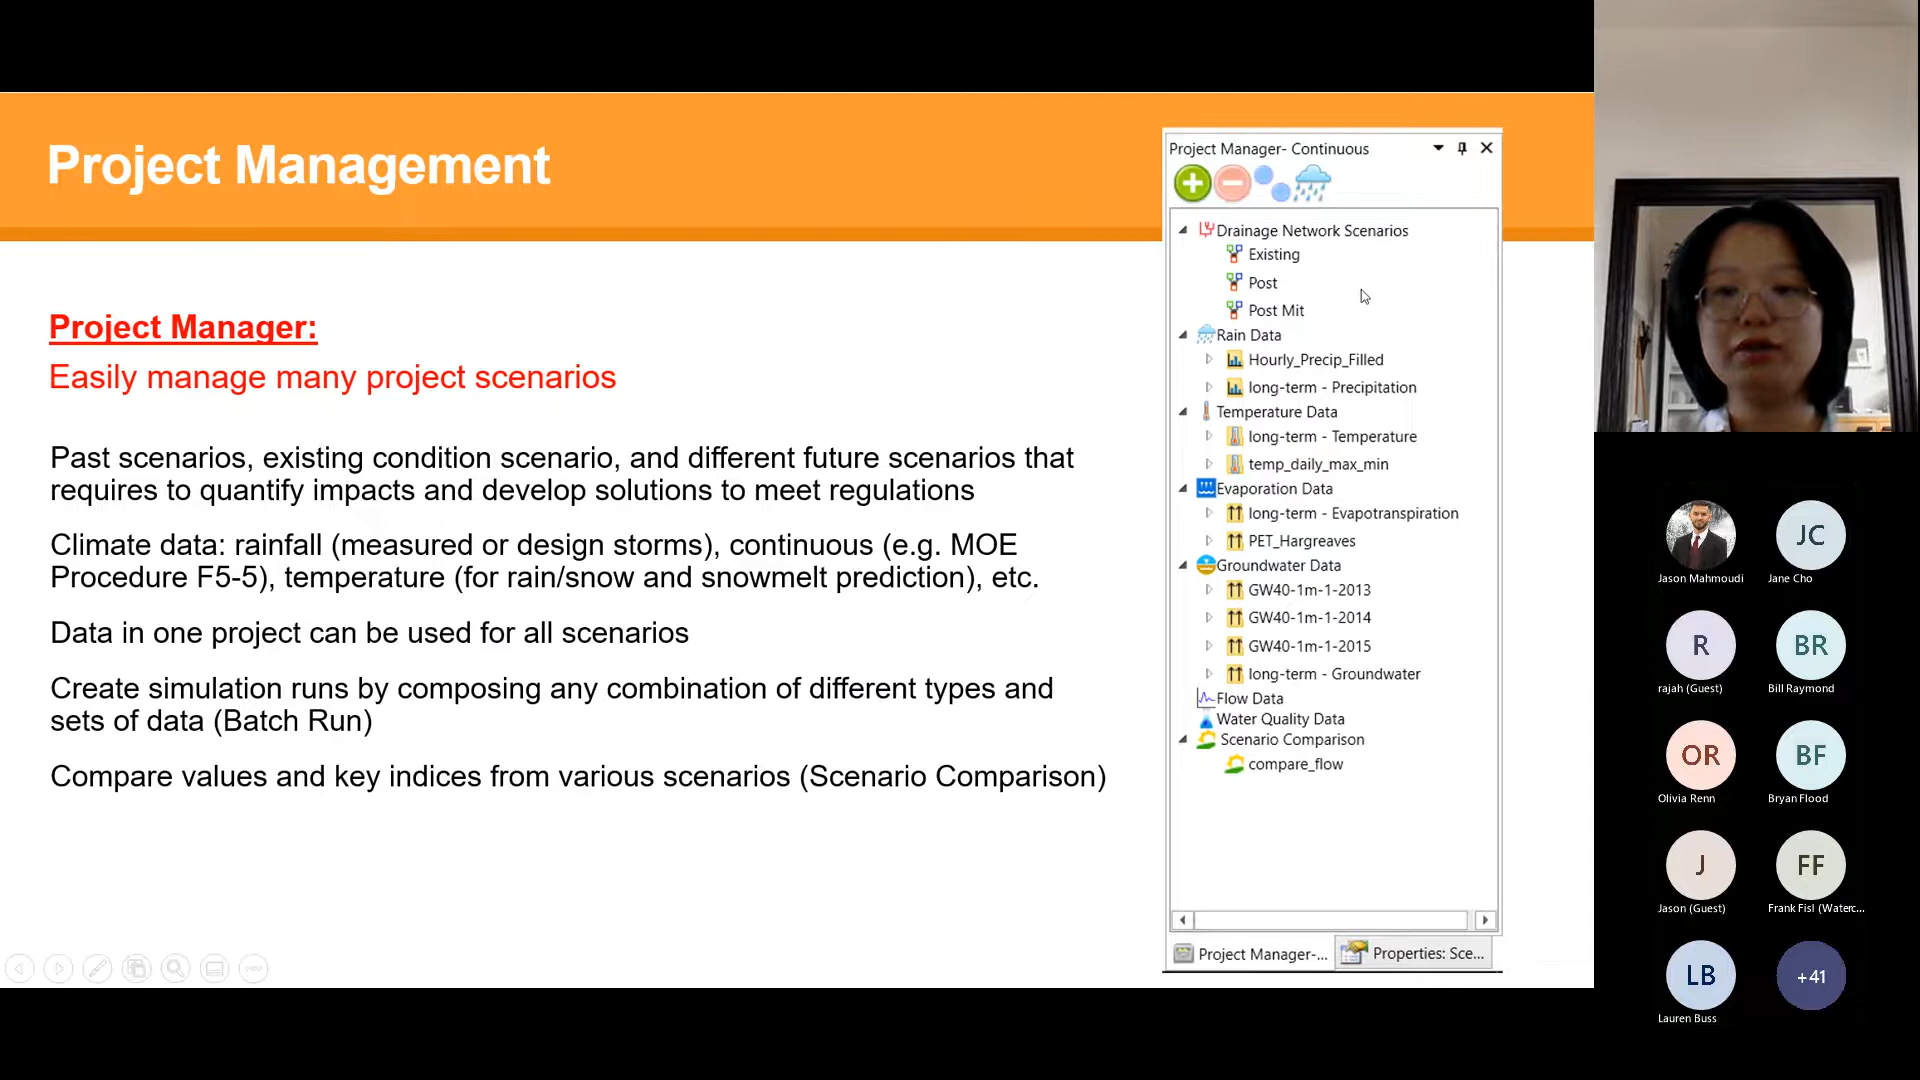 Project Management
Project Manager:
Easily manage many project scenarios
Past scenarios, existing condition scenario, and different future scenarios that
requires to quantify impacts and develop solutions to meet regulations
Climate data: rainfall (measured or design storms), continuous (e.g. MOE
Procedure F5-5), temperature (for rain/snow and snowmelt prediction), etc.
Data in one project can be used for all scenarios
Create simulation runs by composing any combination of different types and
sets of data (Batch Run)
Compare values and key indices from various scenarios (Scenario Comparison)
Project Manager- Continuous
Drainage Network Scenarios
Existing
Post
Post Mit
Rain Data
Hourly_Precip_Filled
long-term - Precipitation
Temperature Data
long-term - Temperature
temp_daily_max_min
Evaporation Data
long-term - Evapotranspiration
PET_Hargreaves
Groundwater Data
GW40-1m-1-2013
GW40-1m-1-2014
GW40-1m-1-2015
long-term - Groundwater
Flow Data
Water Quality Data
Scenario Comparison
compare_flow
Project Manager-...
Properties: Sce...
JC
Jason Mahmoudi
Jane Cho
R
BR
rajah (Guest)
Bill Raymond
OR
BF
Olivia Renn
Bryan Flood
J
FF
Jason (Guest)
Frank Fisl (Waterc...
LB
+41
Lauren Buss